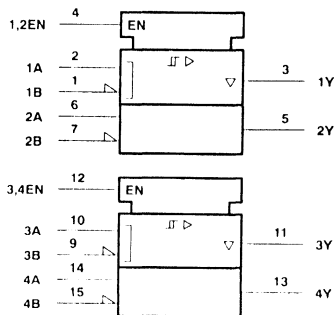 1,2EN 4 EN
1A 2 3 1Y
1B 1
2A 6 5 2Y
2B 7
3,4EN 12 EN
3A 10 11 3Y
3B 9
4A 14 13 4Y
4B 15